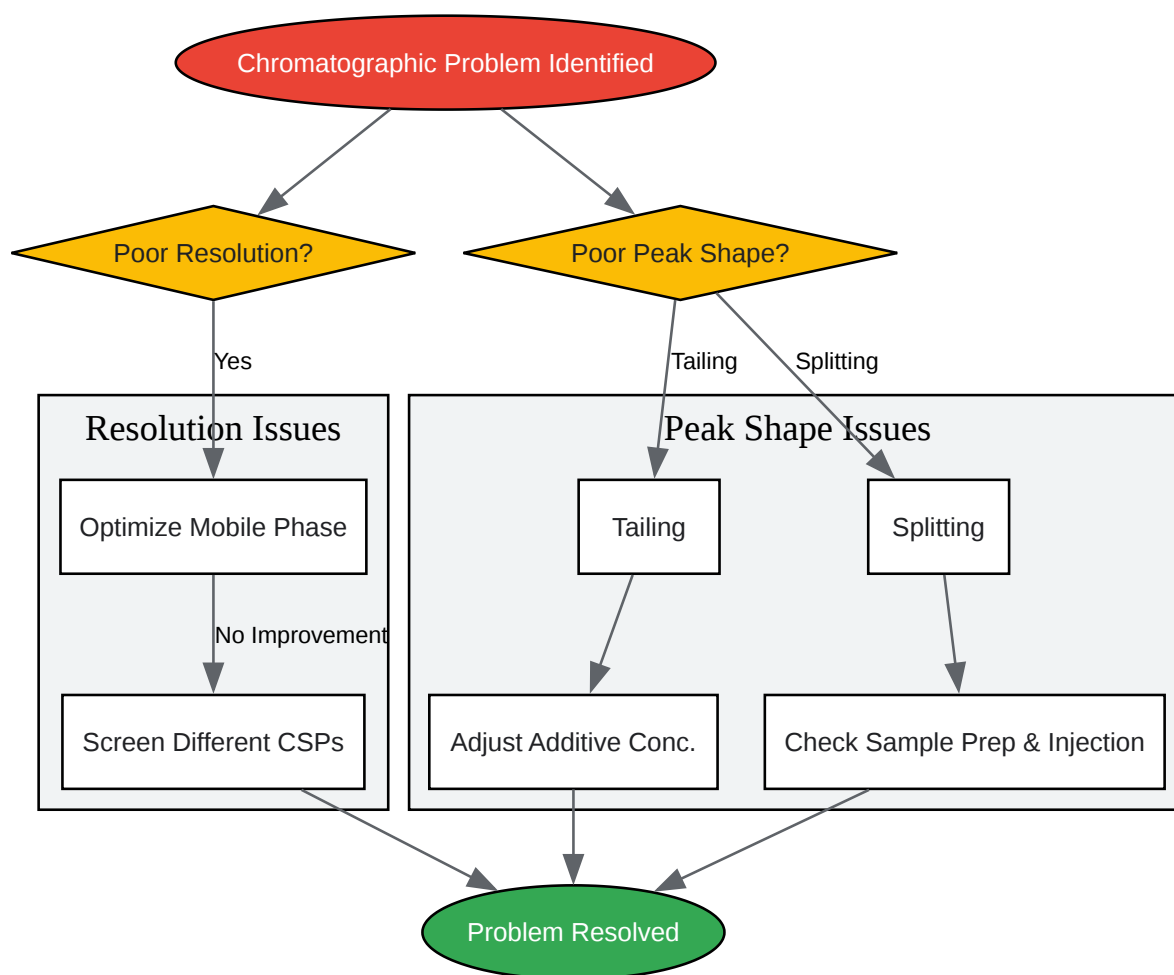 Chromatographic Problem Identified
Poor Resolution?
Poor Peak Shape?
Yes
Tailing
Splitting
Resolution Issues
Peak Shape Issues
Optimize Mobile Phase
Tailing
Splitting
No Improvement
Screen Different CSPs
Adjust Additive Conc.
Check Sample Prep & Injection
Problem Resolved